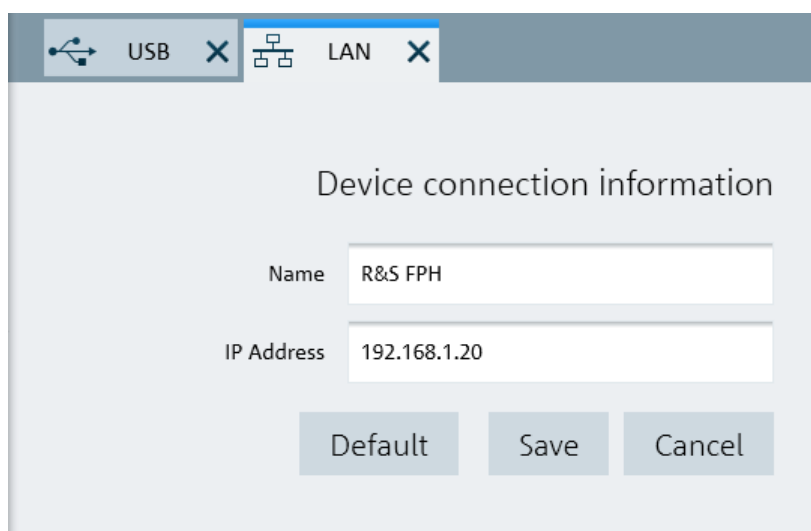 USB LAN
Device connection information
Name R&S FPH
IP Address 192.168.1.20
Default Save Cancel